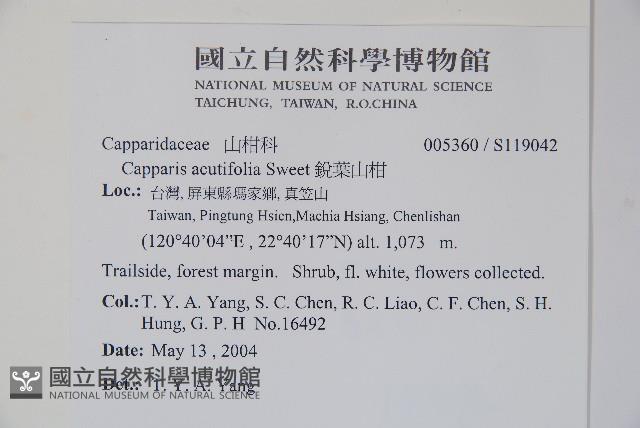 國立自然科學博物館
NATIONAL MUSEUM OF NATURAL SCIENCE
TAICHUNG, TAIWAN, R.O.CHINA
Capparidaceae 山柑科 005360 / S119042
Capparis acutifolia Sweet 銳葉山柑
Loc.: 台灣, 屏東縣瑪家鄉, 真笠山
Taiwan, Pingtung Hsien,Machia Hsiang, Chenlishan
(120°40’04”E , 22°40’17”N) alt. 1,073 m.
Trailside, forest margin. Shrub, fl. white, flowers collected.
Col.: T. Y. A. Yang, S. C. Chen, R. C. Liao, C. F. Chen, S. H.
Hung, G. P. H No.16492
Date: May 13 , 2004
Det.: T. Y. A. Yang
國立自然科學博物館
NATIONAL MUSEUM OF NATURAL SCIENCE